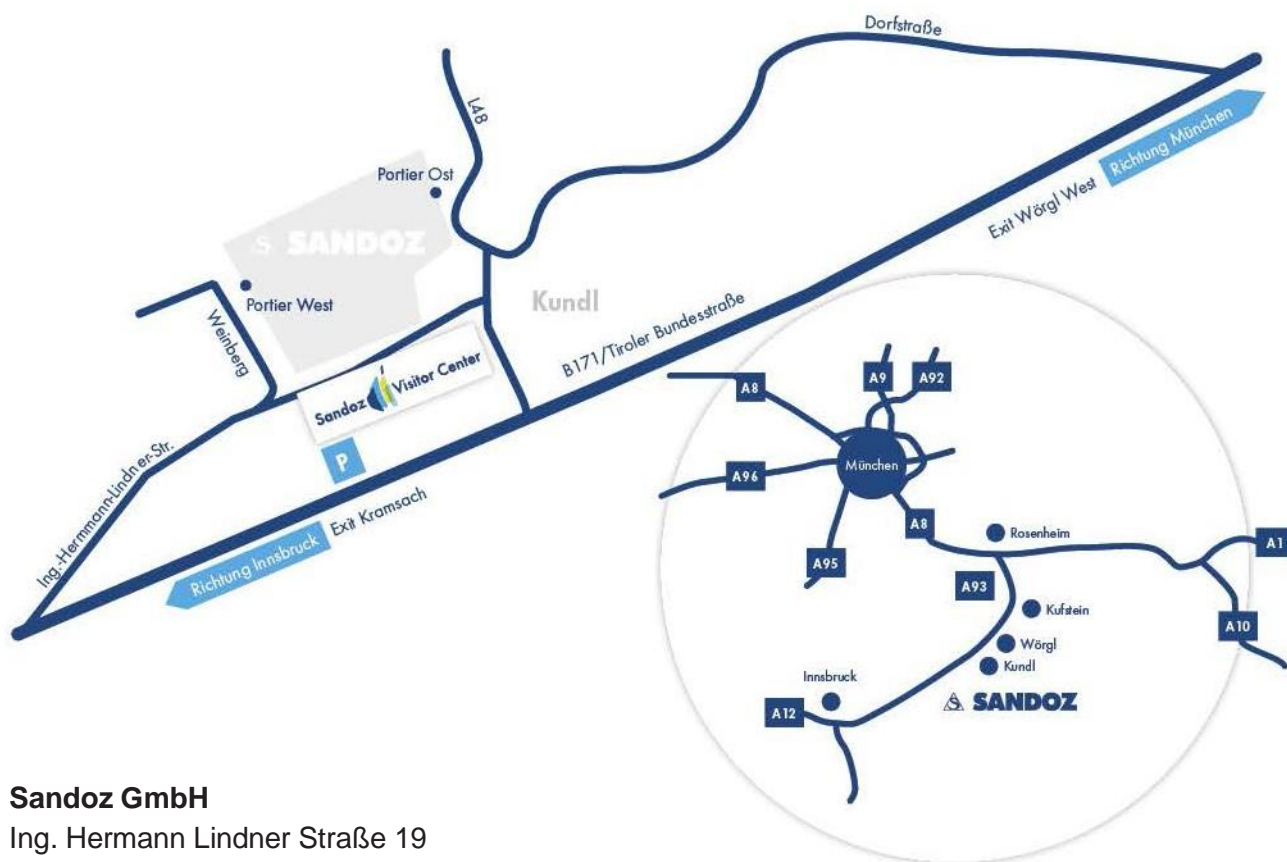 Dorfstraße
L48
Richtung München
Portier Ost
Exit Wörgl West
SANDOZ
Portier West
Kundl
Weinberg
B171/Tiroler Bundesstraße
Sandoz Visitor Center
P
Ing.-Hermmann-Lindner-Str.
Exit Kramsach
Richtung Innsbruck
A8
A9
A92
München
A96
A8
Rosenheim
A1
A95
A93
Kufstein
A10
Wörgl
Kundl
Innsbruck
SANDOZ
A12
Sandoz GmbH
Ing. Hermann Lindner Straße 19